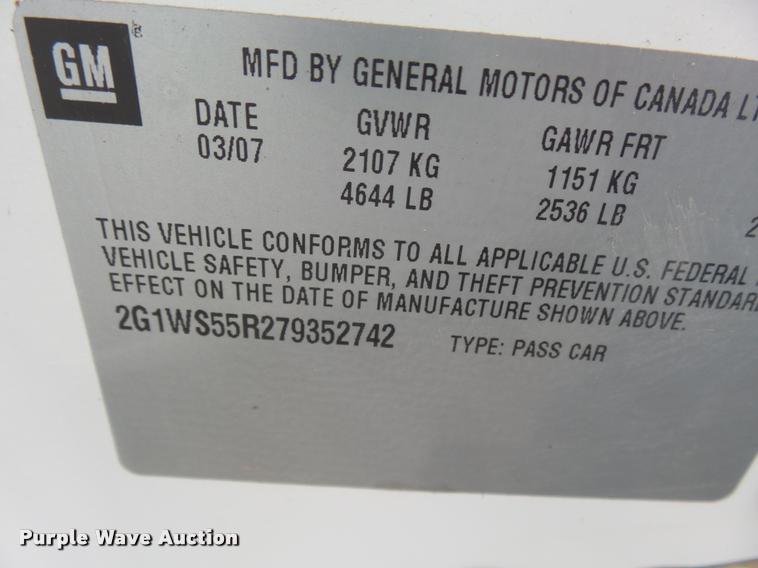 GM
MFD BY GENERAL MOTORS OF CANADA
DATE GVWR GAWR FRT
03/07 2107 KG 1151 KG
4644 LB 2536 LB
THIS VEHICLE CONFORMS TO ALL APPLICABLE U.S. FEDERAL
VEHICLE SAFETY, BUMPER, AND THEFT PREVENTION
EFFECT ON THE DATE OF MANUFACTURE SHOWN ABOVE.
2G1WS55R279352742 TYPE: PASS CAR
Purple Wave Auction